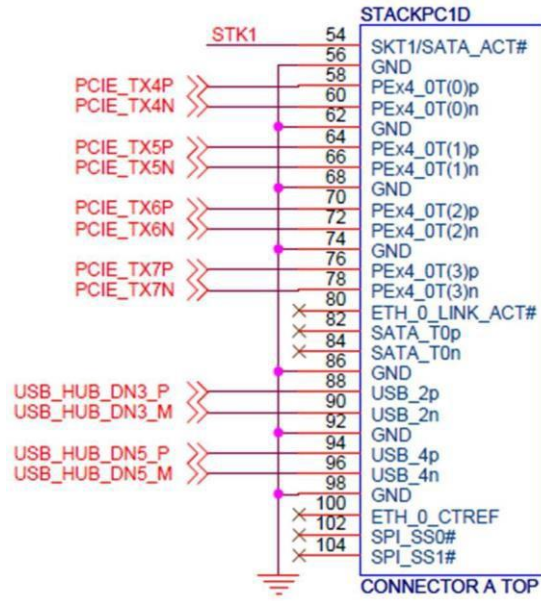 STACKPC1D
STK1 54 SKT1/SATA_ACT#
56 GND
PCIE_TX4P 58 PEx4_0T(0)p
PCIE_TX4N 60 PEx4_0T(0)n
62 GND
PCIE_TX5P 64 PEx4_0T(1)p
PCIE_TX5N 66 PEx4_0T(1)n
68 GND
PCIE_TX6P 70 PEx4_0T(2)p
PCIE_TX6N 72 PEx4_0T(2)n
74 GND
PCIE_TX7P 76 PEx4_0T(3)p
PCIE_TX7N 78 PEx4_0T(3)n
80 ETH_0_LINK_ACT#
82 SATA_T0p
84 SATA_T0n
86 GND
USB_HUB_DN3_P 88 USB_2p
USB_HUB_DN3_M 90 USB_2n
92 GND
USB_HUB_DN5_P 94 USB_4p
USB_HUB_DN5_M 96 USB_4n
98 GND
100 ETH_0_CTREF
102 SPI_SS0#
104 SPI_SS1#
CONNECTOR A TOP